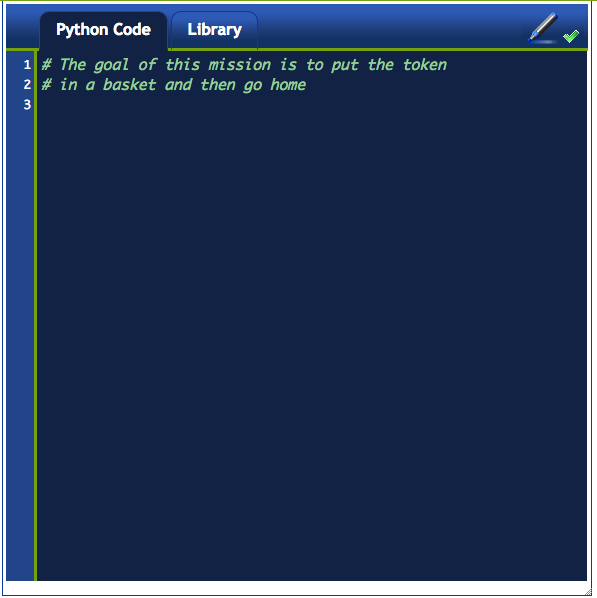 Python Code Library
1 # The goal of this mission is to put the token
2 # in a basket and then go home
3